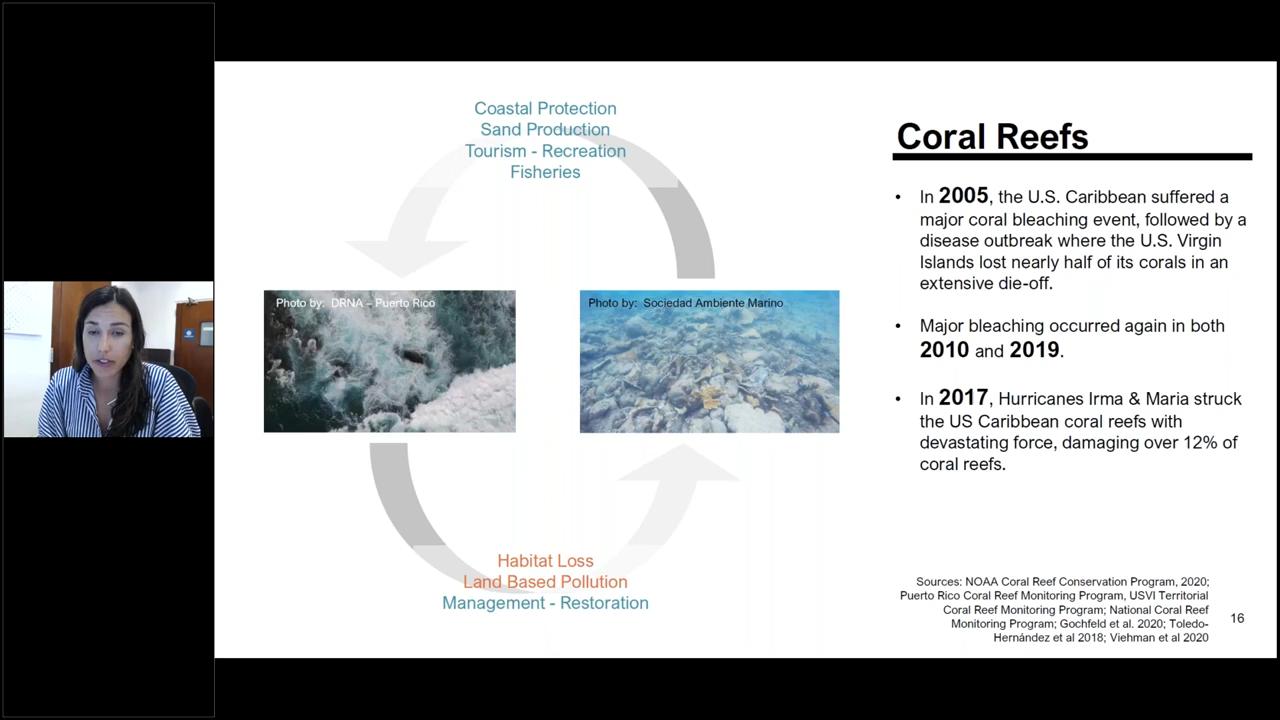 Coastal Protection
Sand Production
Tourism - Recreation
Fisheries
Photo by: DRNA – Puerto Rico
Photo by: Sociedad Ambiente Marino
Habitat Loss
Land Based Pollution
Management - Restoration
Coral Reefs
• In 2005, the U.S. Caribbean suffered a
major coral bleaching event, followed by a
disease outbreak where the U.S. Virgin
Islands lost nearly half of its corals in an
extensive die-off.
• Major bleaching occurred again in both
2010 and 2019.
• In 2017, Hurricanes Irma & Maria struck
the US Caribbean coral reefs with
devastating force, damaging over 12% of
coral reefs.
Sources: NOAA Coral Reef Conservation Program, 2020;
Puerto Rico Coral Reef Monitoring Program, USVI Territorial
Coral Reef Monitoring Program; National Coral Reef
Monitoring Program; Gochfeld et al. 2020; Toledo-
Hernández et al 2018; Viehman et al 2020
16